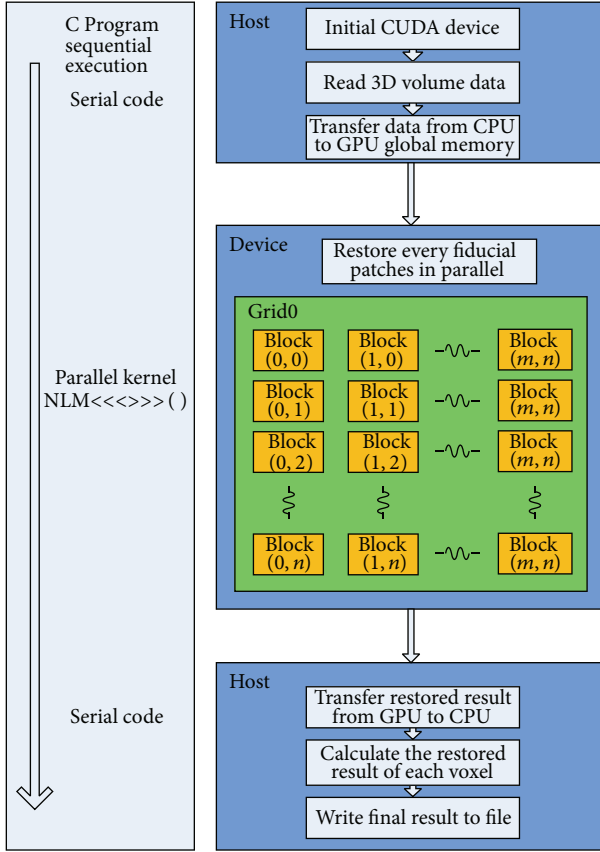 C Program
sequential
execution
Serial code
Parallel kernel
NLM<<<>>>( )
Serial code
Host
Initial CUDA device
Read 3D volume data
Transfer data from CPU
to GPU global memory
Device
Restore every fiducial
patches in parallel
Grid0
Block Block Block
(0, 0) (1, 0) (m, n)
Block Block Block
(0, 1) (1, 1) (m, n)
Block Block Block
(0, 2) (1, 2) (m, n)
Block Block Block
(0, n) (1, n) (m, n)
Host
Transfer restored result
from GPU to CPU
Calculate the restored
result of each voxel
Write final result to file